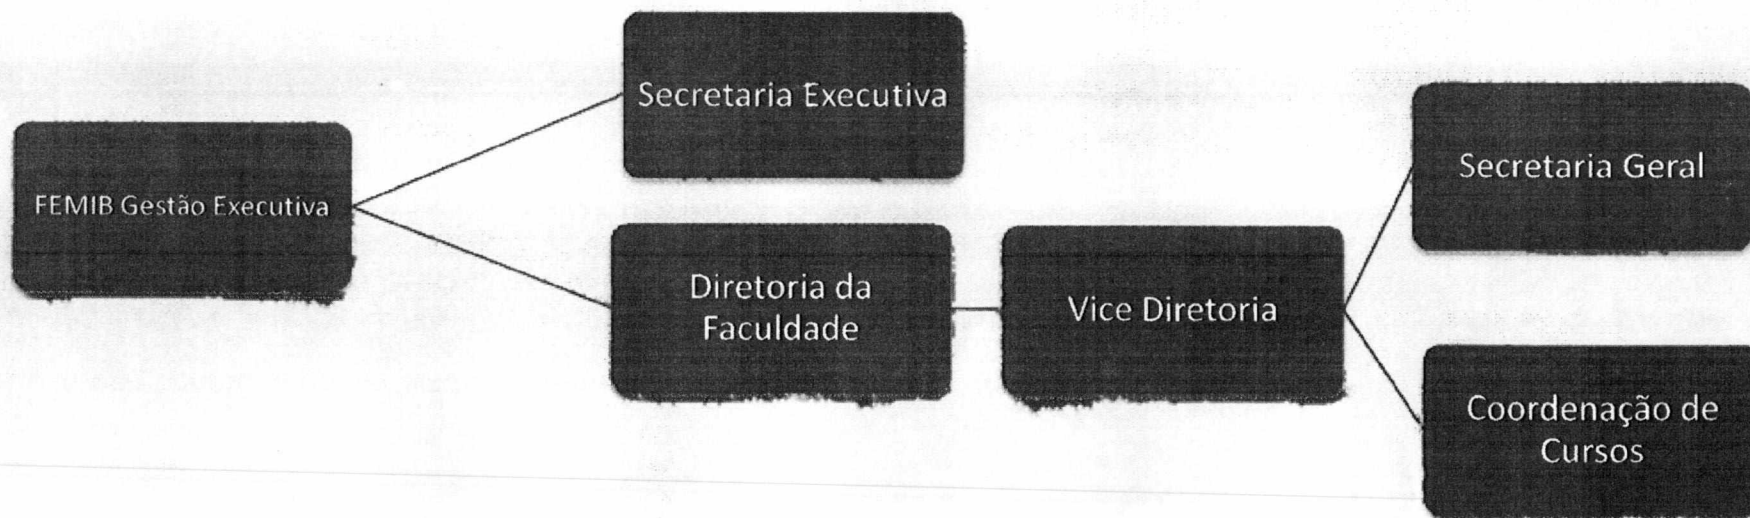 FEMIB Gestão Executiva
Secretaria Executiva
Diretoria da
Faculdade
Vice Diretoria
Secretaria Geral
Coordenação de
Cursos